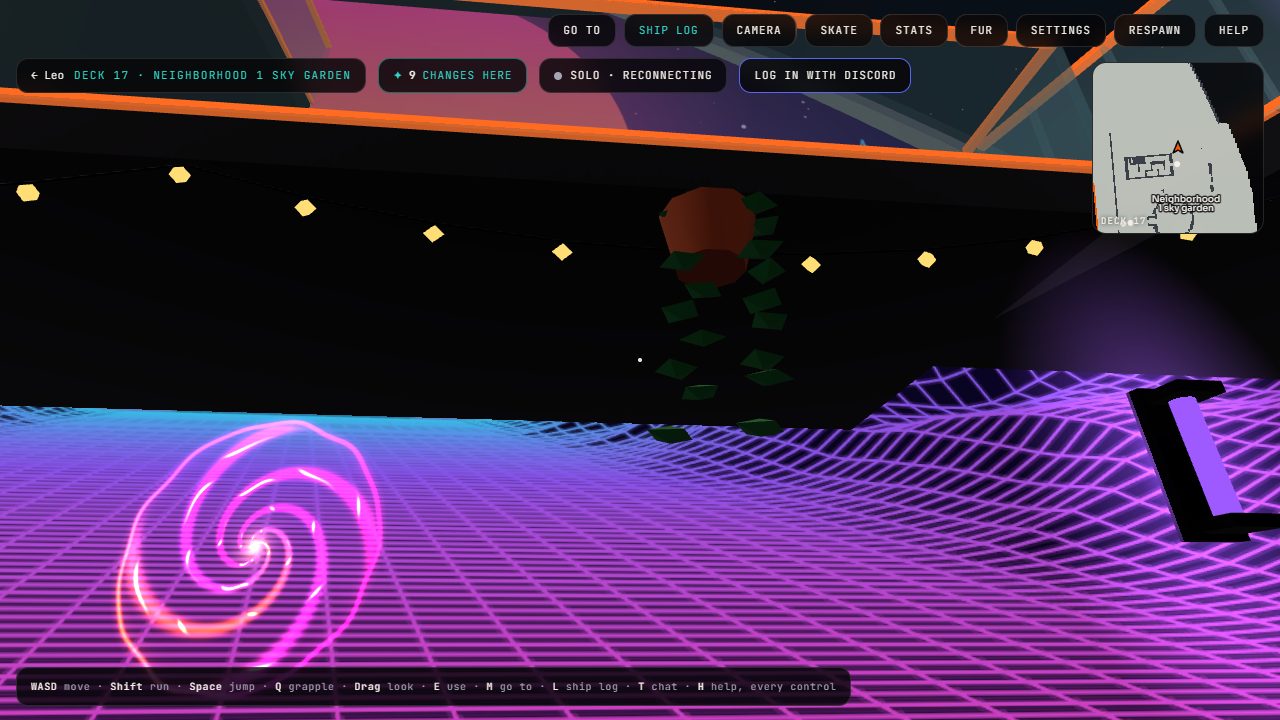 GO TO
SHIP LOG
CAMERA
SKATE
STATS
FUR
SETTINGS
RESPAWN
HELP
← Leo DECK 17 · NEIGHBORHOOD 1 SKY GARDEN
✦ 9 CHANGES HERE
SOLO · RECONNECTING
LOG IN WITH DISCORD
Neighborhood
1 sky garden
DECK 17
WASD move · Shift run · Space jump · Q grapple · Drag look · E use · M go to · L ship log · T chat · H help, every control